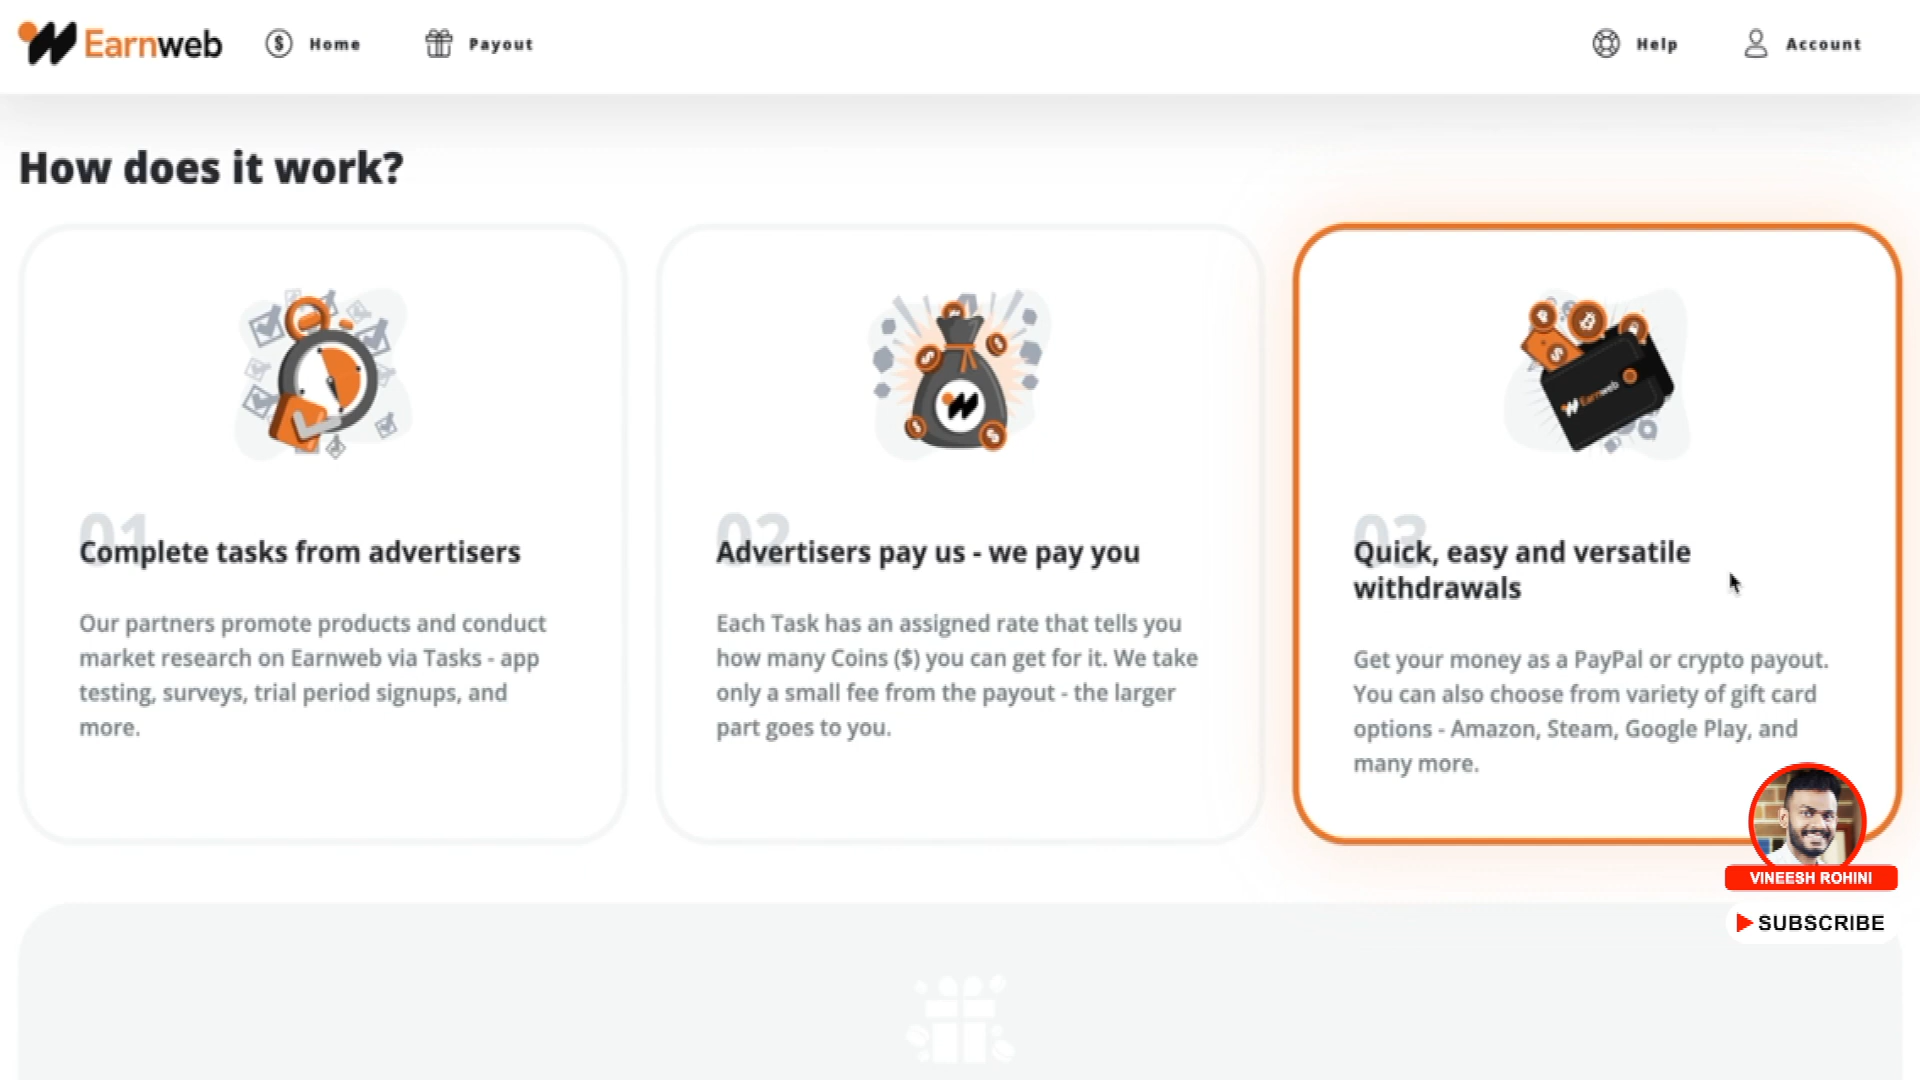 Earnweb
Home
Payout
Help
Account
How does it work?
01
Complete tasks from advertisers
Our partners promote products and conduct
market research on Earnweb via Tasks - app
testing, surveys, trial period signups, and
more.
02
Advertisers pay us - we pay you
Each Task has an assigned rate that tells you
how many Coins ($) you can get for it. We take
only a small fee from the payout - the larger
part goes to you.
Earnweb
03
Quick, easy and versatile
withdrawals
Get your money as a PayPal or crypto payout.
You can also choose from variety of gift card
options - Amazon, Steam, Google Play, and
many more.
VINEESH ROHINI
SUBSCRIBE